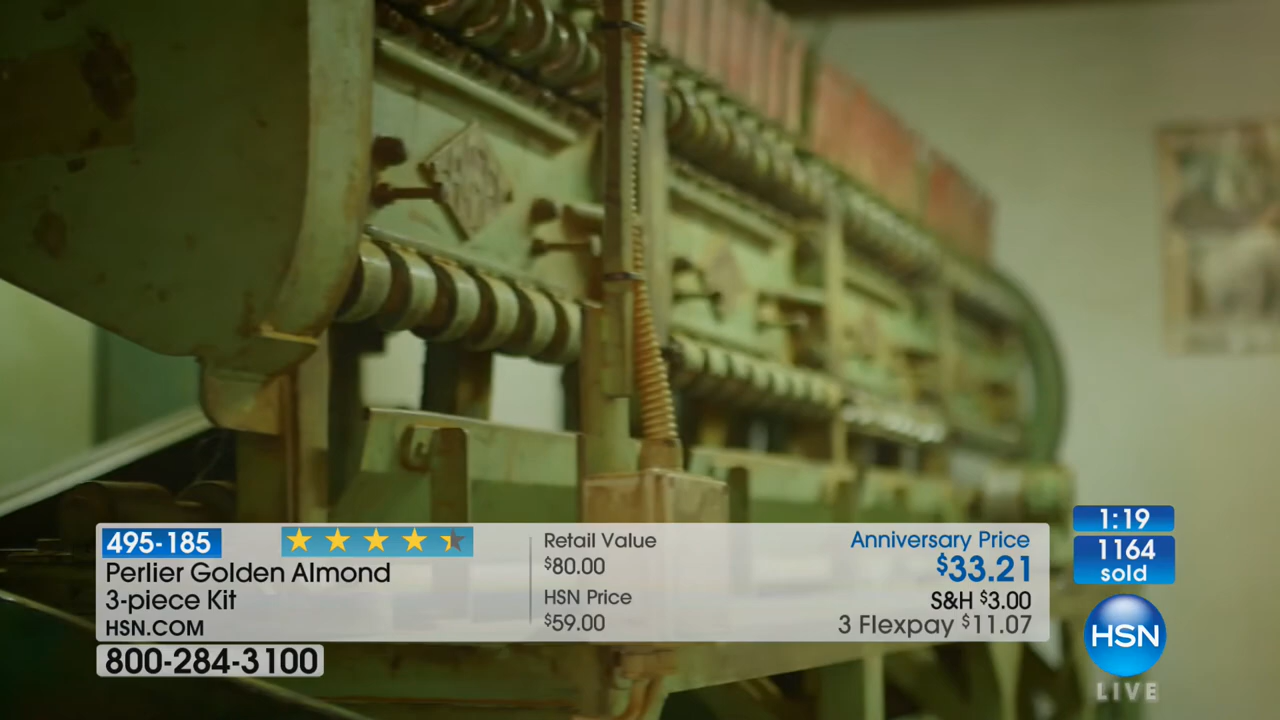 495-185
Perlier Golden Almond
3-piece Kit
HSN.COM
800-284-3100
Retail Value
$80.00
HSN Price
$59.00
Anniversary Price
$33.21
S&H $3.00
3 Flexpay $11.07
1:19
1164
sold
HSN
LIVE